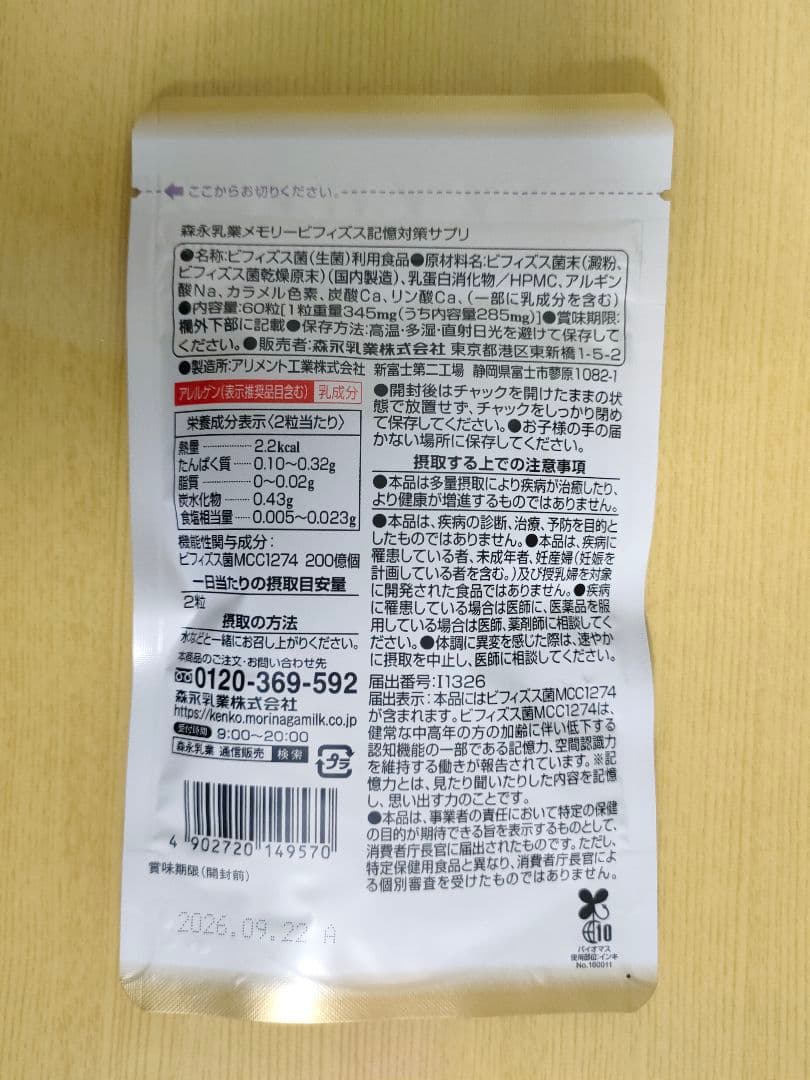 ここからお切りください。
森永乳業メモリービフィズス記憶対策サプリ
●名称:ビフィズス菌(生菌)利用食品●原材料名:ビフィズス菌末(澱粉、
ビフィズス菌乾燥原末)(国内製造)、乳蛋白消化物/HPMC、アルギン
酸Na、カラメル色素、炭酸Ca、リン酸Ca、(一部に乳成分を含む)
●内容量:60粒[1粒重量345mg(うち内容量285mg)]●賞味期限:
欄外下部に記載●保存方法:高温・多湿・直射日光を避けて保存して
ください。●販売者:森永乳業株式会社 東京都港区東新橋1-5-2
●製造所:アリメント工業株式会社 新富士第二工場 静岡県富士市蓼原1082-1
アレルゲン(表示推奨品目含む) 乳成分
栄養成分表示〈2粒当たり〉
熱量 2.2kcal
たんぱく質 0.10〜0.32g
脂質 0〜0.02g
炭水化物 0.43g
食塩相当量 0.005〜0.023g
機能性関与成分:
ビフィズス菌MCC1274 200億個
一日当たりの摂取目安量
2粒
摂取の方法
水などと一緒にお召し上がりください。
本商品のご注文・お問い合わせ先
0120-369-592
森永乳業株式会社
https://kenko.morinagamilk.co.jp
受付時間 9:00〜20:00
森永乳業 通信販売 検索
プラ
4 902720 149570
賞味期限(開封前)
2026.09.22 A
●開封後はチャックを開けたままの状
態で放置せず、チャックをしっかり閉め
て保存してください。●お子様の手の届
かない場所に保存してください。
摂取する上での注意事項
●本品は多量摂取により疾病が治癒したり、
より健康が増進するものではありません。
●本品は、疾病の診断、治療、予防を目的と
したものではありません。●本品は、疾病に
罹患している者、未成年者、妊産婦(妊娠を
計画している者を含む。)及び授乳婦を対象
に開発された食品ではありません。●疾病
に罹患している場合は医師に、医薬品を服
用している場合は医師、薬剤師に相談してく
ださい。●体調に異変を感じた際は、速やか
に摂取を中止し、医師に相談してください。
届出番号:I1326
届出表示:本品にはビフィズス菌MCC1274
が含まれます。ビフィズス菌MCC1274は、
健常な中高年の方の加齢に伴い低下する
認知機能の一部である記憶力、空間認識力
を維持する働きが報告されています。※記
憶力とは、見たり聞いたりした内容を記憶
し、思い出す力のことです。
●本品は、事業者の責任において特定の保健
の目的が期待できる旨を表示するものとして、
消費者庁長官に届出されたものです。ただし、
特定保健用食品と異なり、消費者庁長官によ
る個別審査を受けたものではありません。
10
バイオマス
使用部位:インキ
No.160011